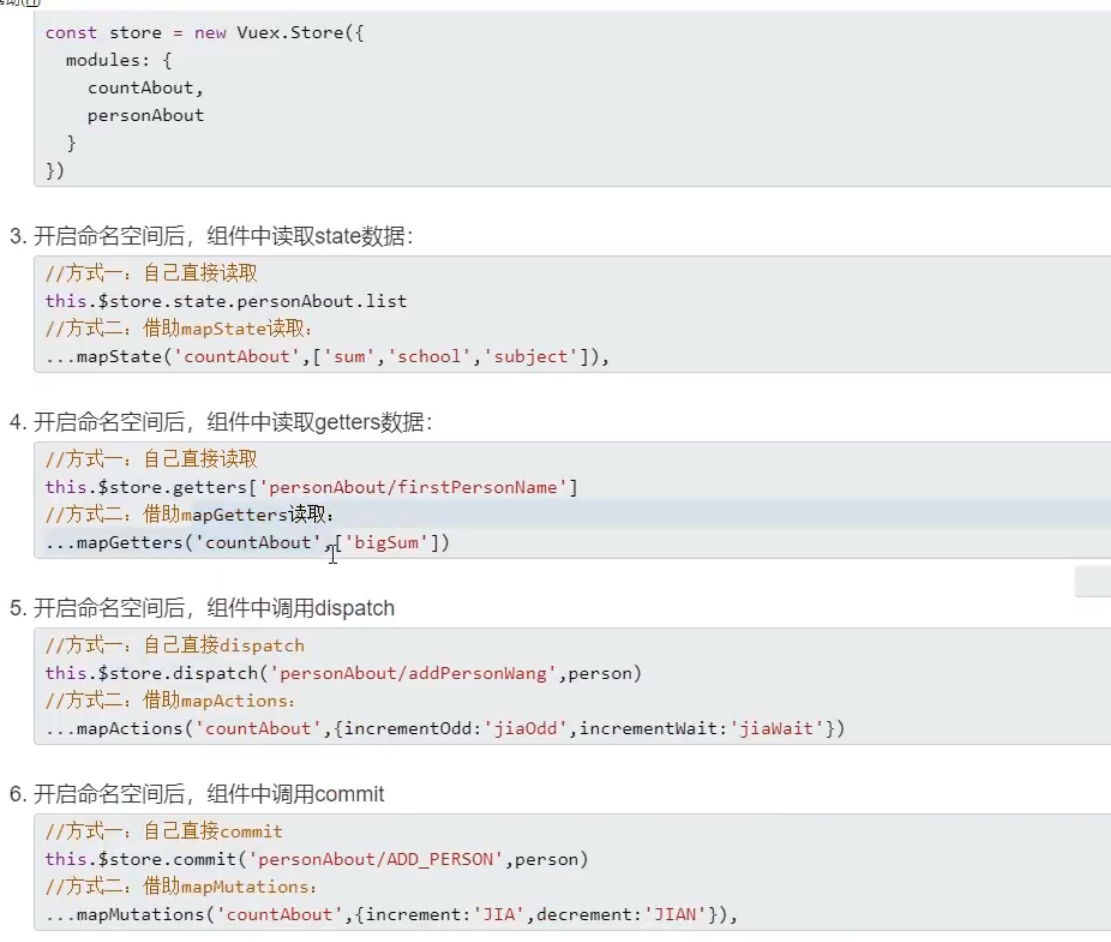 const store = new Vuex.Store({
modules: {
countAbout,
personAbout
}
})
3. 开启命名空间后，组件中读取state数据：
//方式一：自己直接读取
this.$store.state.personAbout.list
//方式二：借助mapState读取：
...mapState('countAbout',['sum','school','subject']),
4. 开启命名空间后，组件中读取getters数据：
//方式一：自己直接读取
this.$store.getters['personAbout/firstPersonName']
//方式二：借助mapGetters读取：
...mapGetters('countAbout',['bigSum'])
5. 开启命名空间后，组件中调用dispatch
//方式一：自己直接dispatch
this.$store.dispatch('personAbout/addPersonWang',person)
//方式二：借助mapActions：
...mapActions('countAbout',{incrementOdd:'jiaOdd',incrementWait:'jiaWait'})
6. 开启命名空间后，组件中调用commit
//方式一：自己直接commit
this.$store.commit('personAbout/ADD_PERSON',person)
//方式二：借助mapMutations：
...mapMutations('countAbout',{increment:'JIA',decrement:'JIAN'}),